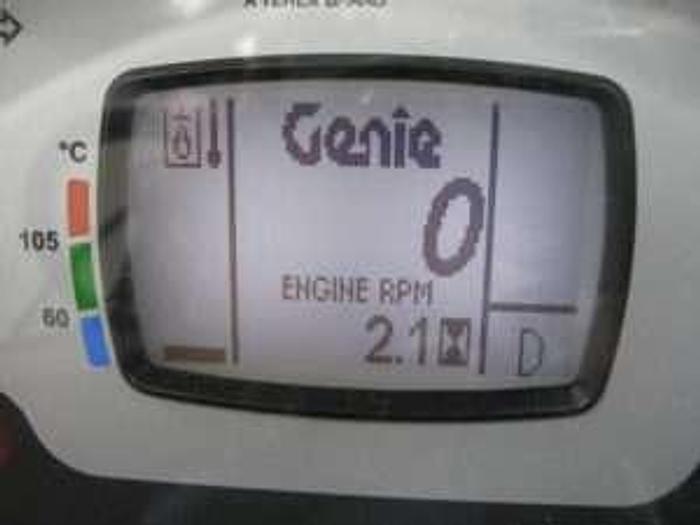 °C
105
60
Genie
0
ENGINE RPM
2.1